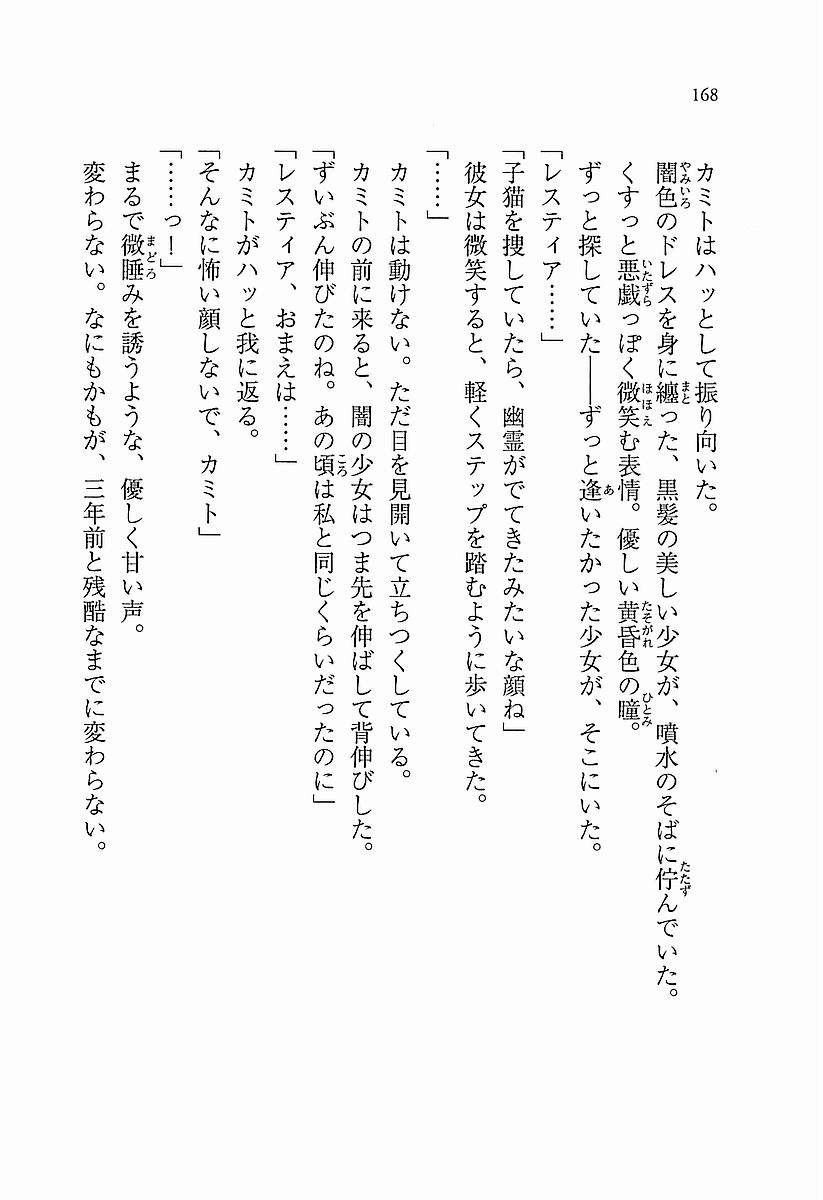 168
カミトはハッとして振り向いた。
闇色のドレスを身に纏った、黒髪の美しい少女が、噴水のそばに佇んでいた。
くすっと悪戯っぽく微笑む表情。優しい黄昏色の瞳。
ずっと探していた――ずっと逢いたかった少女が、そこにいた。
「レスティア……」
「子猫を捜していたら、幽霊がでてきたみたいな顔ね」
彼女は微笑すると、軽くステップを踏むように歩いてきた。
「……」
カミトは動けない。ただ目を見開いて立ちつくしている。
カミトの前に来ると、闇の少女はつま先を伸ばして背伸びした。
「ずいぶん伸びたのね。あの頃は私と同じくらいだったのに」
「レスティア、おまえは……」
カミトがハッと我に返る。
「そんなに怖い顔しないで、カミト」
「……っ！」
まるで微睡みを誘うような、優しく甘い声。
変わらない。なにもかもが、三年前と残酷なまでに変わらない。